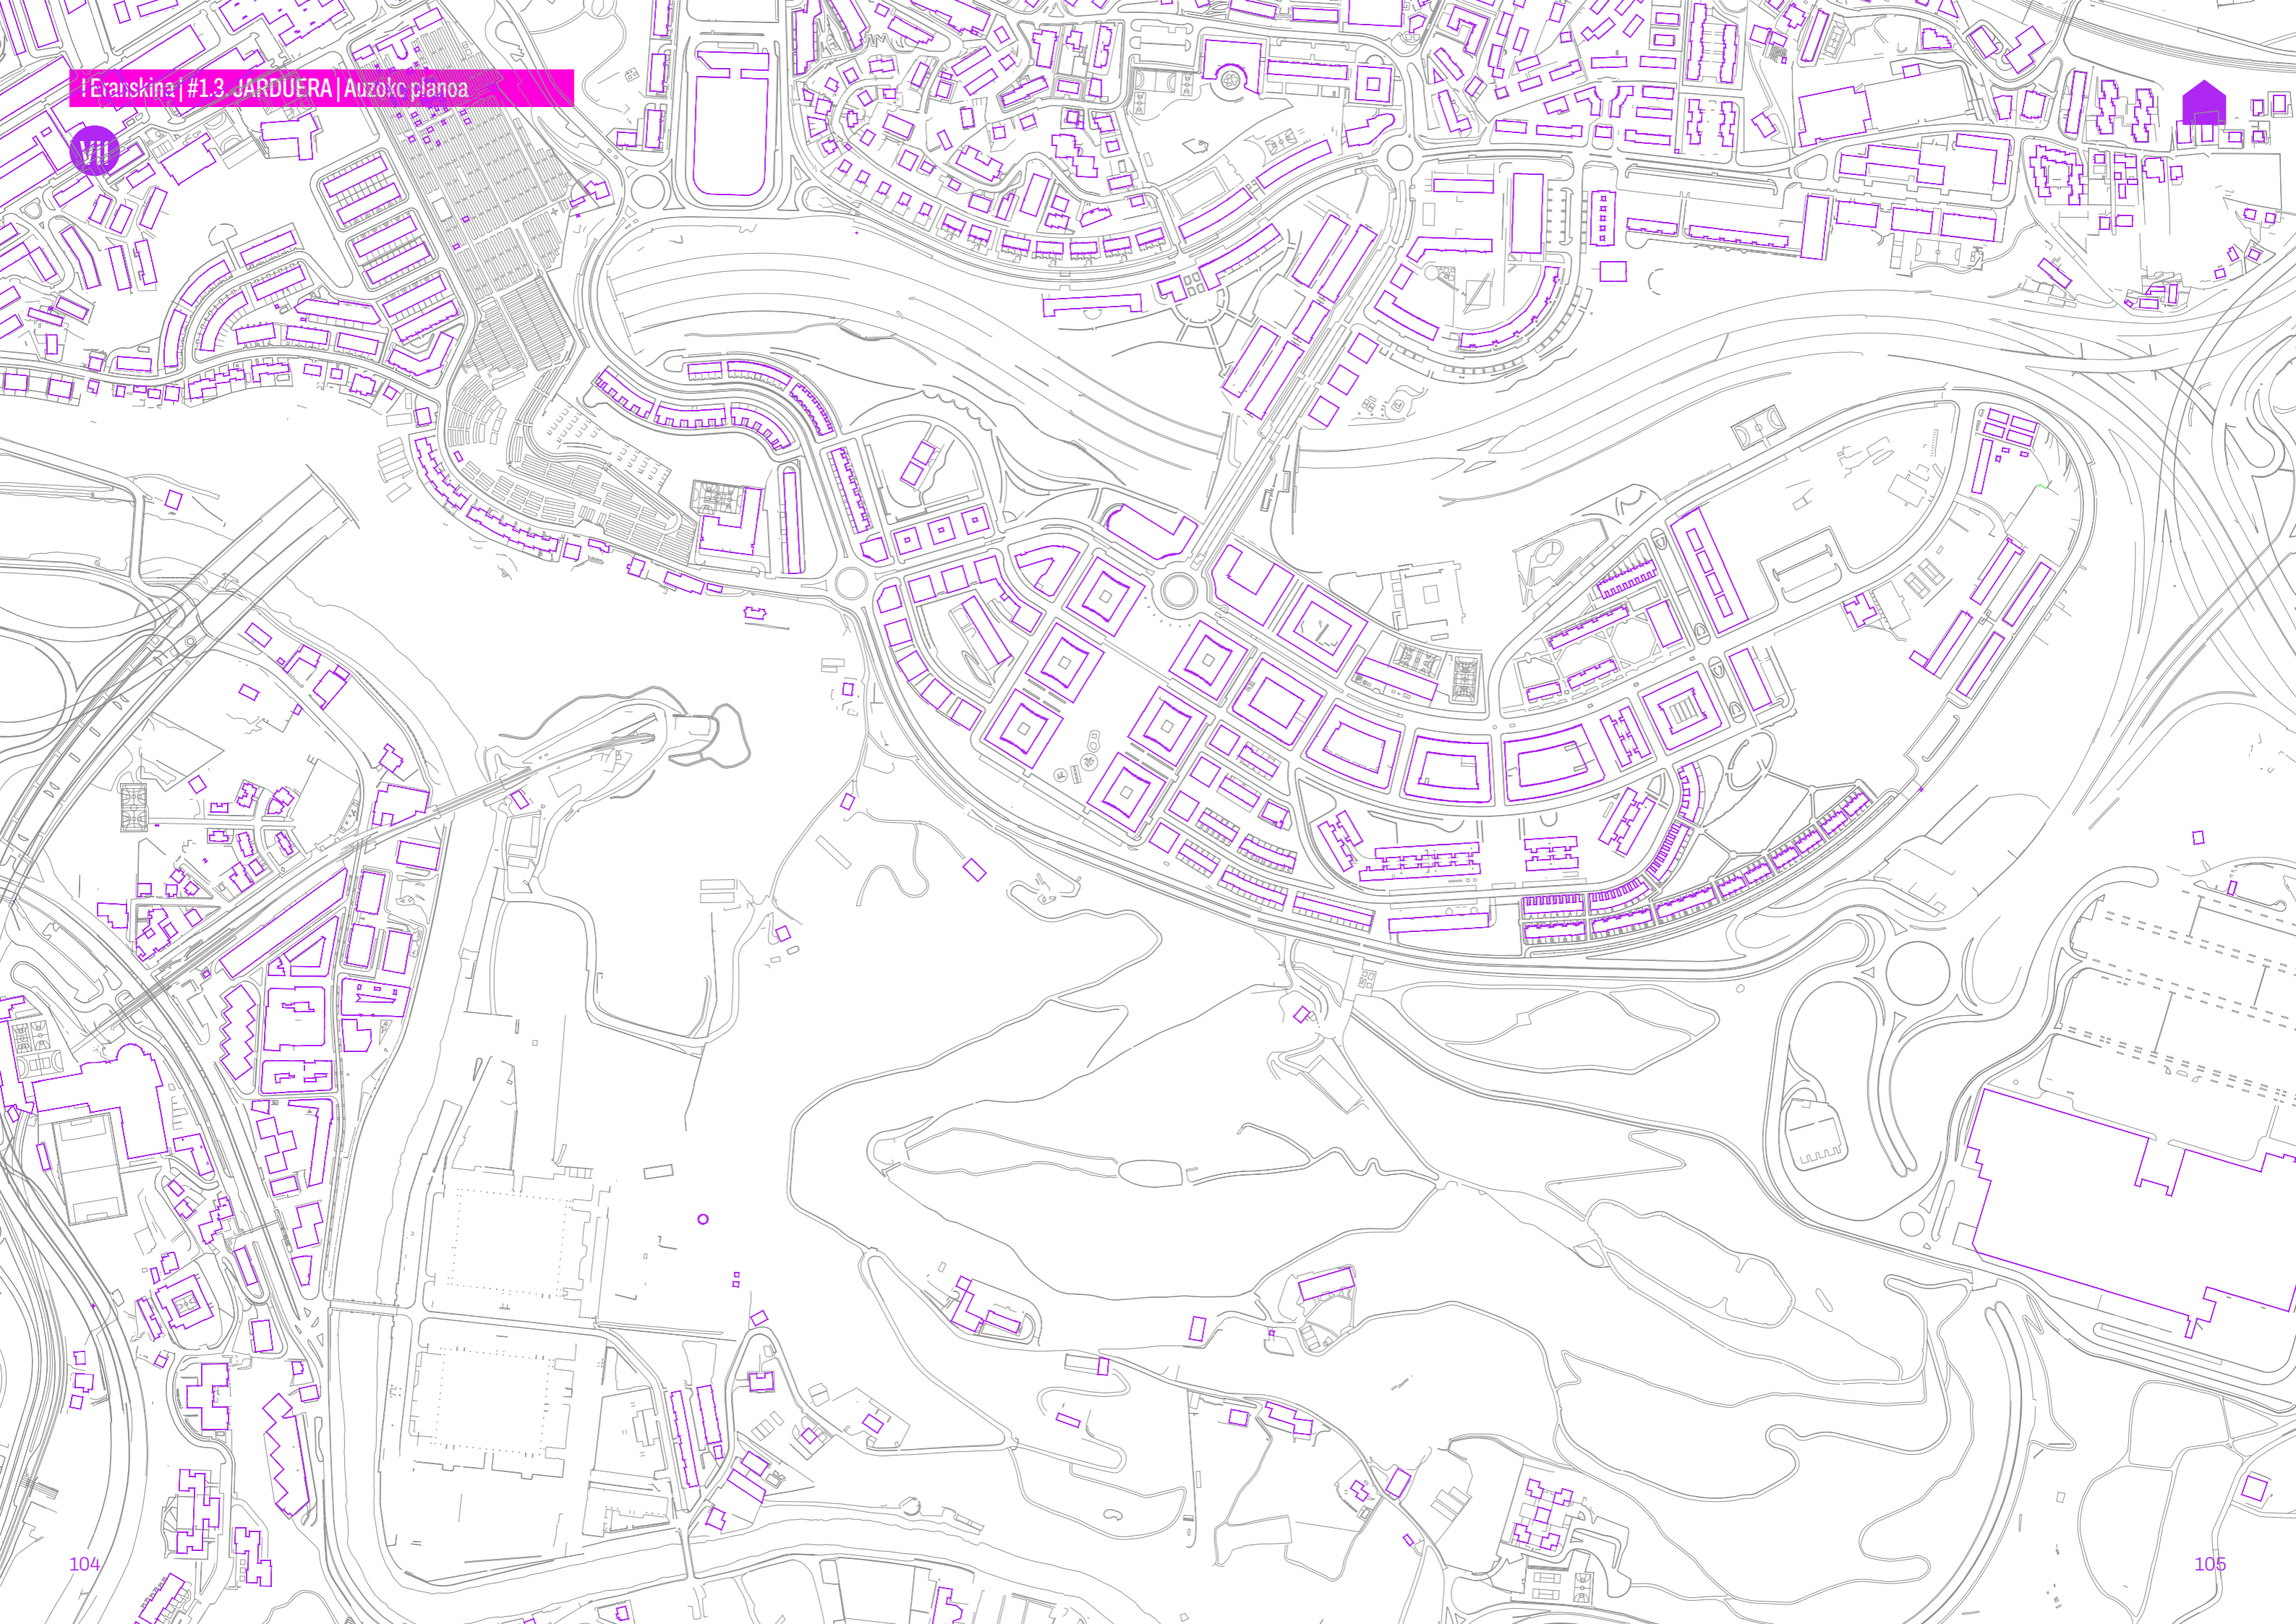 I Eranskina | #1.3. JARDUERA | Auzoko planoa
VII
104
105